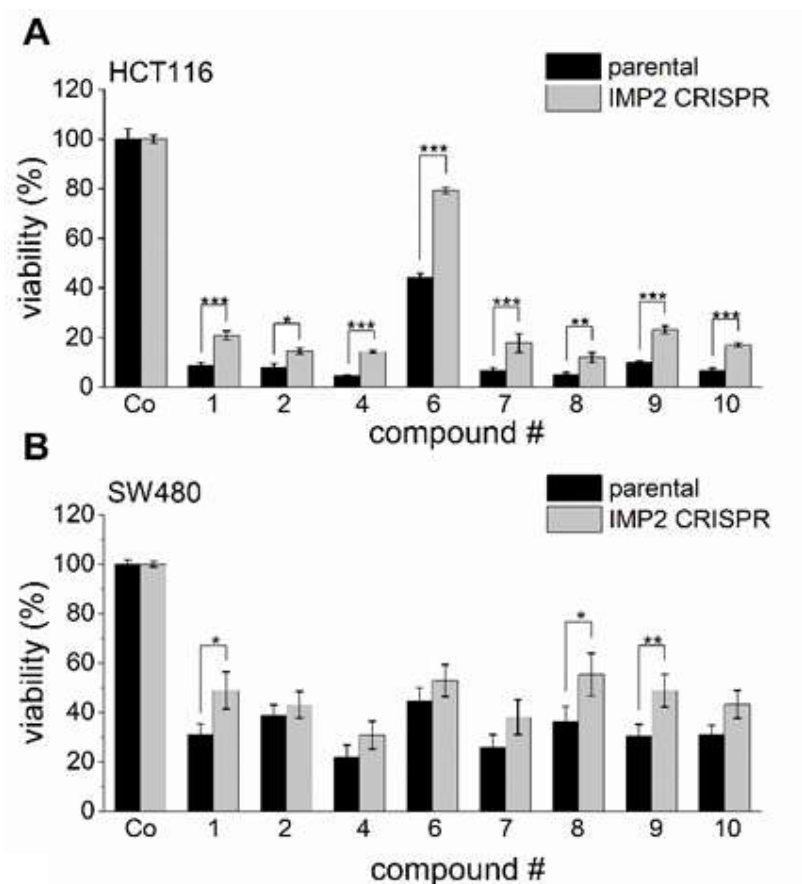 A
HCT116
parental
IMP2 CRISPR
viability (%)
120
100
80
60
40
20
0
***
*
***
***
***
**
***
***
Co 1 2 4 6 7 8 9 10
compound #
B
SW480
parental
IMP2 CRISPR
viability (%)
120
100
80
60
40
20
0
*
*
**
Co 1 2 4 6 7 8 9 10
compound #